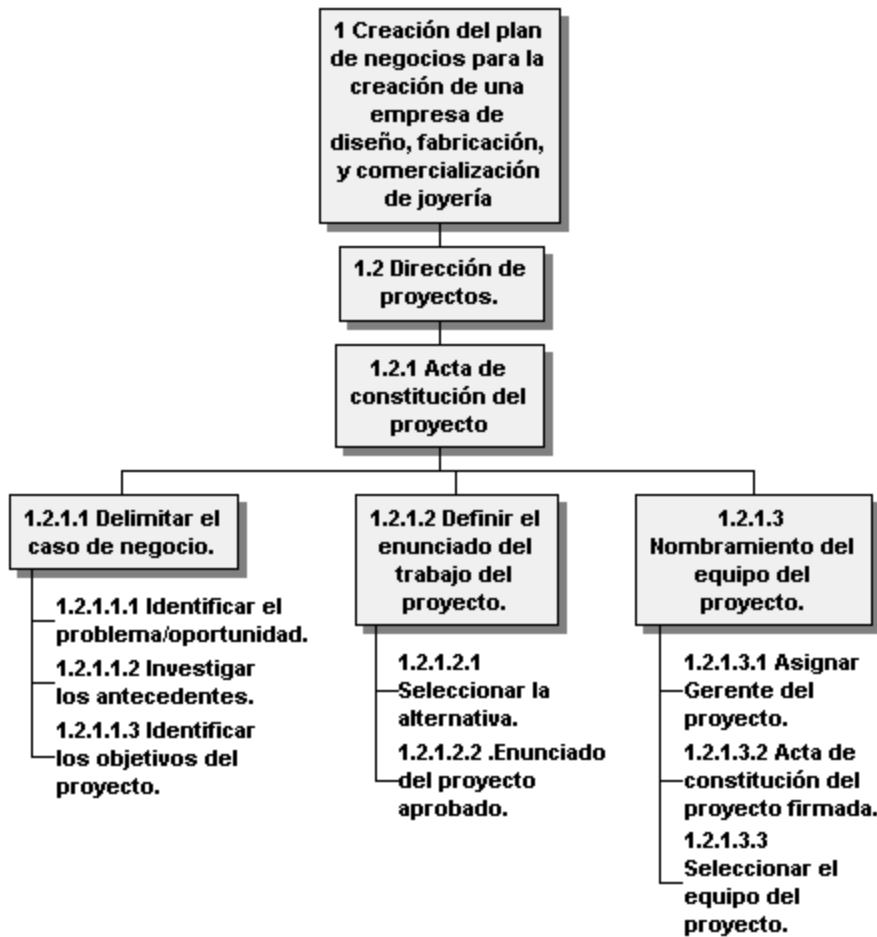 1 Creación del plan
de negocios para la
creación de una
empresa de
diseño, fabricación,
y comercialización
de joyería
1.2 Dirección de
proyectos.
1.2.1 Acta de
constitución del
proyecto
1.2.1.1 Delimitar el
caso de negocio.
1.2.1.1.1 Identificar el
problema/oportunidad.
1.2.1.1.2 Investigar
los antecedentes.
1.2.1.1.3 Identificar
los objetivos del
proyecto.
1.2.1.2 Definir el
enunciado del
trabajo del
proyecto.
1.2.1.2.1
Seleccionar la
alternativa.
1.2.1.2.2 .Enunciado
del proyecto
aprobado.
1.2.1.3
Nombramiento del
equipo del
proyecto.
1.2.1.3.1 Asignar
Gerente del
proyecto.
1.2.1.3.2 Acta de
constitución del
proyecto firmada.
1.2.1.3.3
Seleccionar el
equipo del
proyecto.